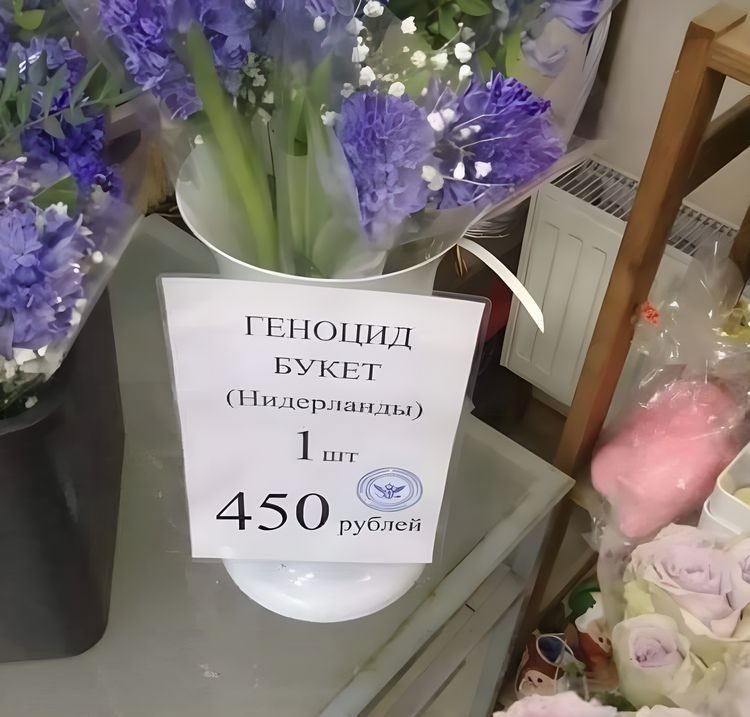 ГЕНОЦИД
БУКЕТ
(Нидерланды)
1 шт
450 рублей